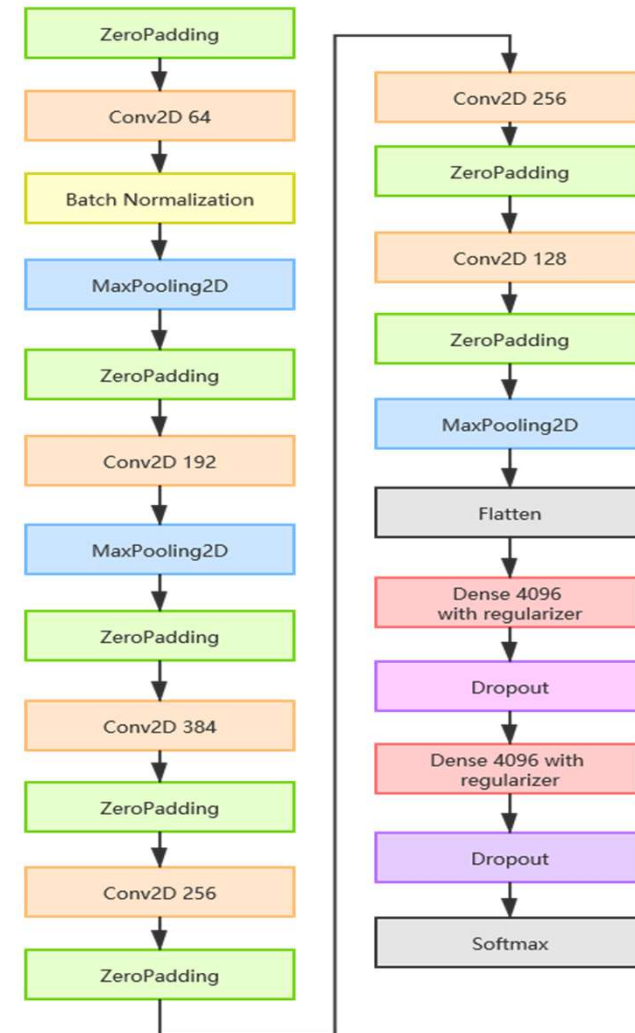 ZeroPadding
Conv2D 64
Batch Normalization
MaxPooling2D
ZeroPadding
Conv2D 192
MaxPooling2D
ZeroPadding
Conv2D 384
ZeroPadding
Conv2D 256
ZeroPadding
Conv2D 256
ZeroPadding
Conv2D 128
ZeroPadding
MaxPooling2D
Flatten
Dense 4096
with regularizer
Dropout
Dense 4096 with
regularizer
Dropout
Softmax